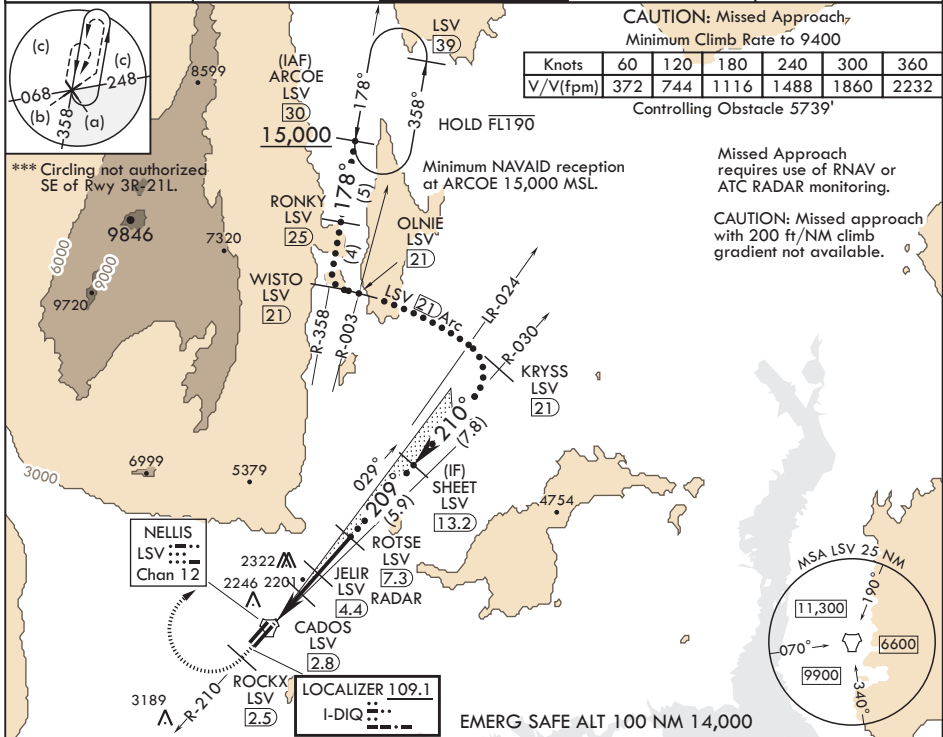 CAUTION: Missed Approach
Minimum Climb Rate to 9400
Knots 60 120 180 240 300 360
V/V(fpm) 372 744 1116 1488 1860 2232
Controlling Obstacle 5739'
(c)
(c)
068
248
(b)
358
(a)
*** Circling not authorized
SE of Rwy 3R-21L.
8599
(IAF)
ARCOE
LSV
30
15,000
LSV
39
178°
358°
HOLD FL190
Minimum NAVAID reception
at ARCOE 15,000 MSL.
Missed Approach
requires use of RNAV or
ATC RADAR monitoring.
CAUTION: Missed approach
with 200 ft/NM climb
gradient not available.
178°
(5)
RONKY
LSV
25
(4)
OLNIE
LSV
21
WISTO
LSV
21
9846
7320
6000
9000
9720
LSV 21 Arc
R-358
R-003
LR-024
R-030
KRYSS
LSV
21
210°
(7.8)
(IF)
SHEET
LSV
13.2
029°
209°
(5.9)
3000
6999
5379
4754
ROTSE
LSV
7.3
RADAR
NELLIS
LSV
Chan 12
2322
2246
2201
JELIR
LSV
4.4
CADOS
LSV
2.8
ROCKX
LSV
2.5
3189
R-210
LOCALIZER 109.1
I-DIQ
EMERG SAFE ALT 100 NM 14,000
MSA LSV 25 NM
190°
11,300
070°
6600
9900
340°